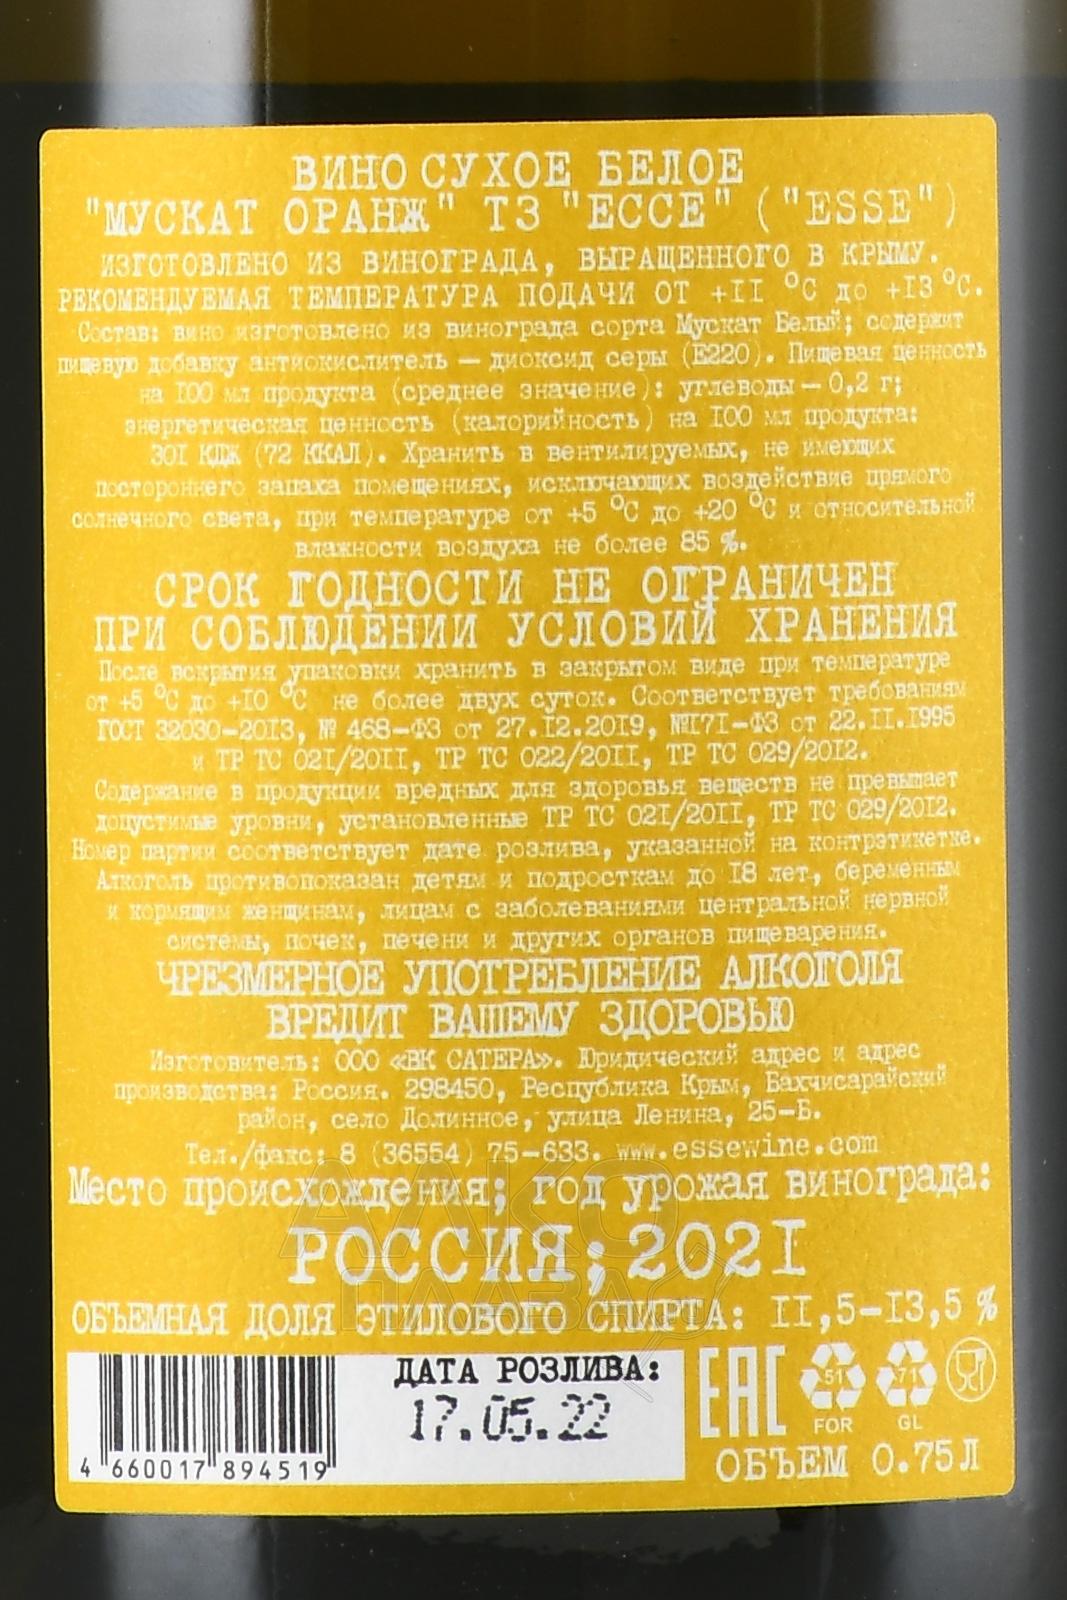 ВИНО СУХОЕ БЕЛОЕ
"МУСКАТ ОРАНЖ" ТЗ "ЕССЕ" ("ESSE")
ИЗГОТОВЛЕНО ИЗ ВИНОГРАДА, ВЫРАЩЕННОГО В КРЫМУ.
РЕКОМЕНДУЕМАЯ ТЕМПЕРАТУРА ПОДАЧИ ОТ +11 °С до +13 °С.
Состав: вино изготовлено из винограда сорта Мускат Белый; содержит
пищевую добавку антиокислитель — диоксид серы (Е220). Пищевая ценность
на 100 мл продукта (среднее значение): углеводы — 0,2 г;
энергетическая ценность (калорийность) на 100 мл продукта:
301 КДЖ (72 ККАЛ). Хранить в вентилируемых, не имеющих
постороннего запаха помещениях, исключающих воздействие прямого
солнечного света, при температуре от +5 °С до +20 °С и относительной
влажности воздуха не более 85 %.
СРОК ГОДНОСТИ НЕ ОГРАНИЧЕН
ПРИ СОБЛЮДЕНИИ УСЛОВИЙ ХРАНЕНИЯ
После вскрытия упаковки хранить в закрытом виде при температуре
от +5 °С до +10 °С не более двух суток. Соответствует требованиям
ГОСТ 32030-2013, № 468-ФЗ от 27.12.2019, №171-ФЗ от 22.11.1995
и ТР ТС 021/2011, ТР ТС 022/2011, ТР ТС 029/2012.
Содержание в продукции вредных для здоровья веществ не превышает
допустимые уровни, установленные ТР ТС 021/2011, ТР ТС 029/2012.
Номер партии соответствует дате розлива, указанной на контрэтикетке.
Алкоголь противопоказан детям и подросткам до 18 лет, беременным
и кормящим женщинам, лицам с заболеваниями центральной нервной
системы, почек, печени и других органов пищеварения.
ЧРЕЗМЕРНОЕ УПОТРЕБЛЕНИЕ АЛКОГОЛЯ
ВРЕДИТ ВАШЕМУ ЗДОРОВЬЮ
Изготовитель: ООО «ВК САТЕРА». Юридический адрес и адрес
производства: Россия. 298450, Республика Крым, Бахчисарайский
район, село Долинное, улица Ленина, 25-Б.
Тел./факс: 8 (36554) 75-633. www.essewine.com
Место происхождения; год урожая винограда:
РОССИЯ; 2021
АЛКО
ПЛАЗА
ОБЪЕМНАЯ ДОЛЯ ЭТИЛОВОГО СПИРТА: 11,5-13,5 %
ДАТА РОЗЛИВА:
17.05.22
4 660017 894519
ЕАС
51
FOR
71
GL
ОБЪЕМ 0.75Л